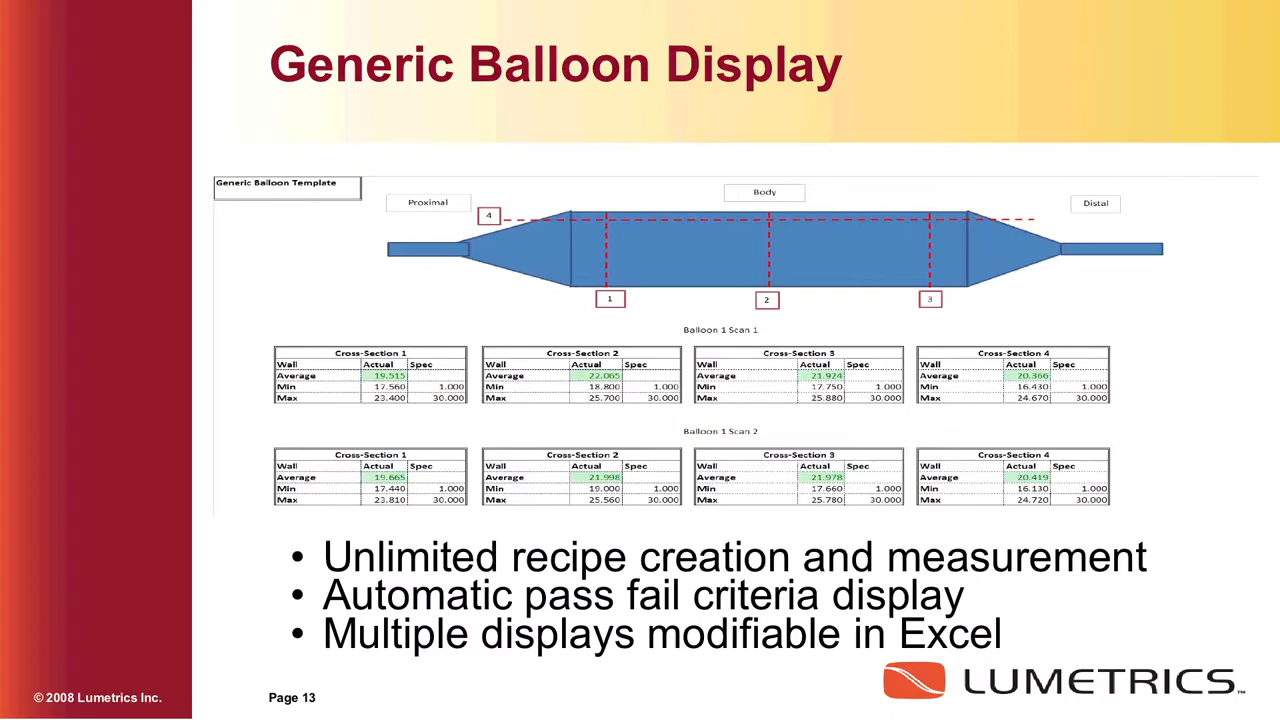 Generic Balloon Display
Generic Balloon Template
Proximal
Body
Distal
4
1
2
3
Balloon 1 Scan 1
Cross-Section 1
Wall Actual Spec
Average 19.515
Min 17.560 1.000
Max 23.400 30.000
Cross-Section 2
Wall Actual Spec
Average 22.065
Min 18.800 1.000
Max 25.700 30.000
Cross-Section 3
Wall Actual Spec
Average 21.924
Min 17.750 1.000
Max 25.880 30.000
Cross-Section 4
Wall Actual Spec
Average 20.366
Min 16.430 1.000
Max 24.670 30.000
Balloon 1 Scan 2
Cross-Section 1
Wall Actual Spec
Average 19.665
Min 17.440 1.000
Max 23.810 30.000
Cross-Section 2
Wall Actual Spec
Average 21.998
Min 19.000 1.000
Max 25.560 30.000
Cross-Section 3
Wall Actual Spec
Average 21.978
Min 17.660 1.000
Max 25.780 30.000
Cross-Section 4
Wall Actual Spec
Average 20.419
Min 16.130 1.000
Max 24.720 30.000
• Unlimited recipe creation and measurement
• Automatic pass fail criteria display
• Multiple displays modifiable in Excel
© 2008 Lumetrics Inc.
Page 13
LUMETRICS™